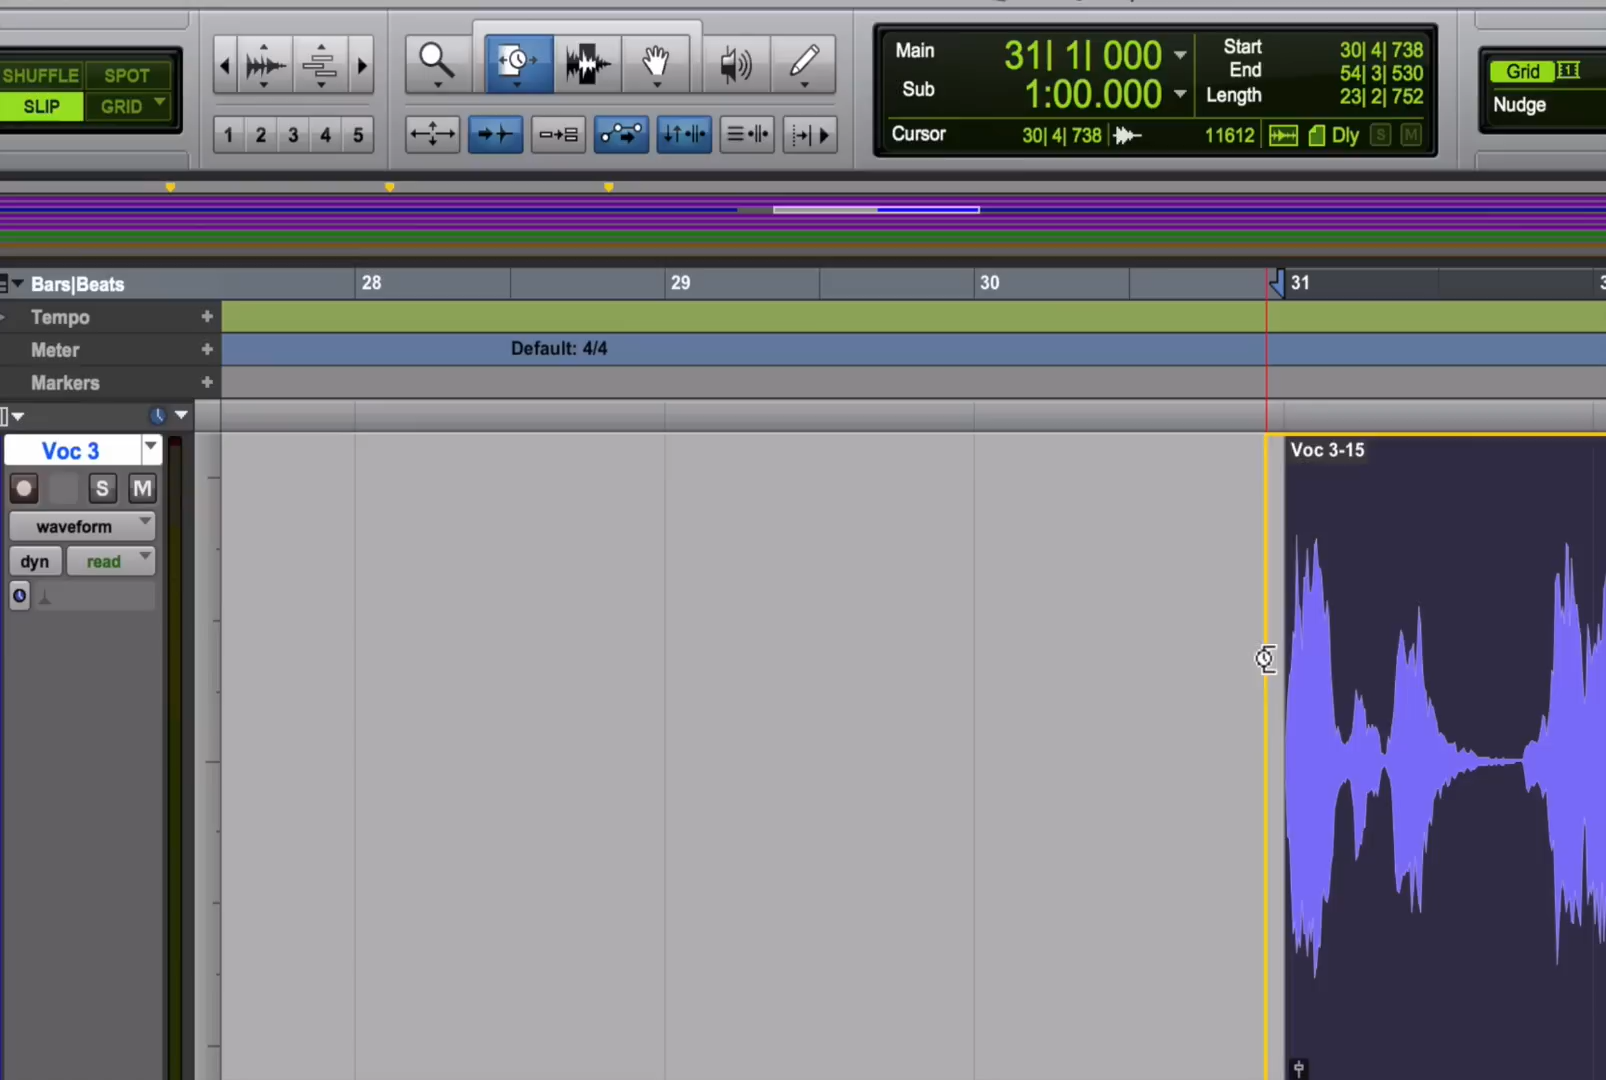 SHUFFLE SPOT
SLIP GRID
1 2 3 4 5
Main 31| 1| 000
Sub 1:00.000
Start 30| 4| 738
End 54| 3| 530
Length 23| 2| 752
Cursor 30| 4| 738 11612 Dly S M
Grid
Nudge
Bars|Beats 28 29 30 31
Tempo +
Meter + Default: 4/4
Markers +
Voc 3 Voc 3-15
S M
waveform
dyn read